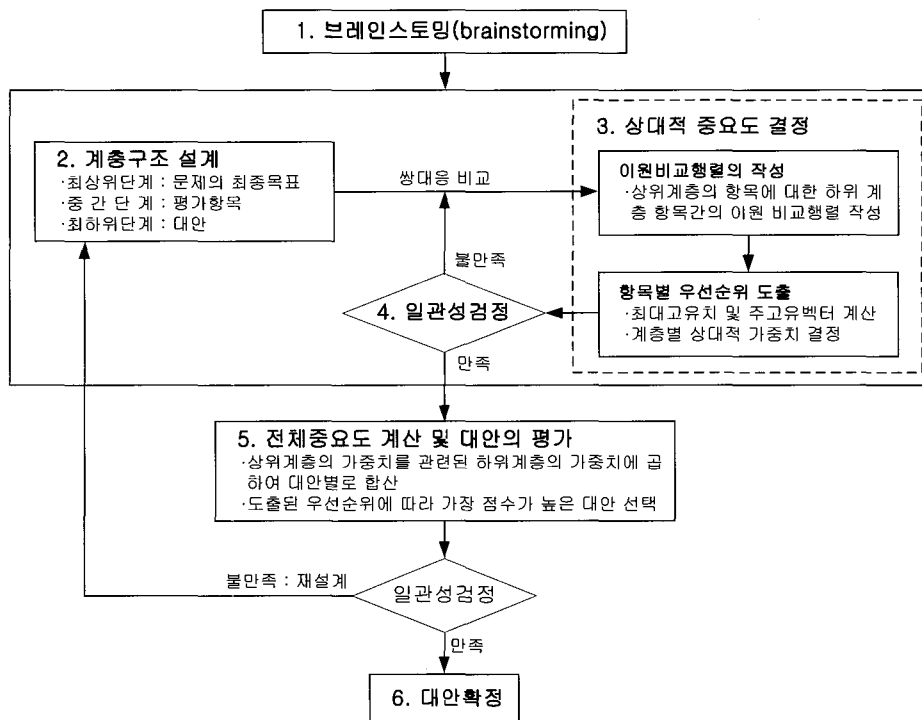 1. 브레인스토밍(brainstorming)
2. 계층구조 설계
·최상위단계 : 문제의 최종목표
·중 간 단 계 : 평가항목
·최하위단계 : 대안
쌍대응 비교
3. 상대적 중요도 결정
이원비교행렬의 작성
·상위계층의 항목에 대한 하위 계
층 항목간의 이원 비교행렬 작성
항목별 우선순위 도출
·최대고유치 및 주고유벡터 계산
·계층별 상대적 가중치 결정
불만족
4. 일관성검정
만족
5. 전체중요도 계산 및 대안의 평가
·상위계층의 가중치를 관련된 하위계층의 가중치에 곱
하여 대안별로 합산
·도출된 우선순위에 따라 가장 점수가 높은 대안 선택
불만족 : 재설계
일관성검정
만족
6. 대안확정